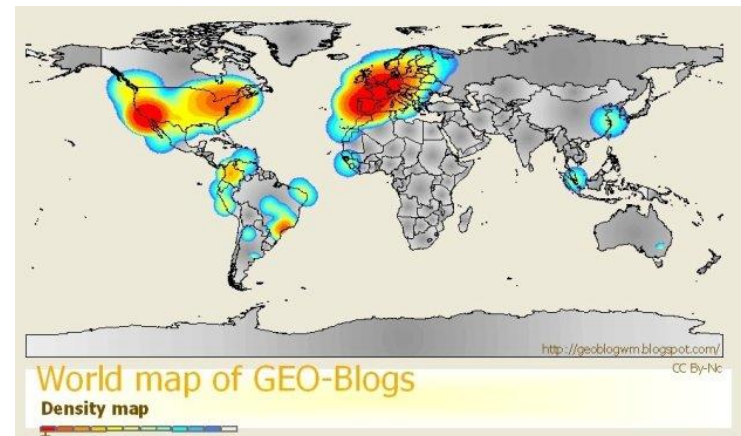 http://geoblogwm.blogspot.com/
CC By-Nc
World map of GEO-Blogs
Density map
+